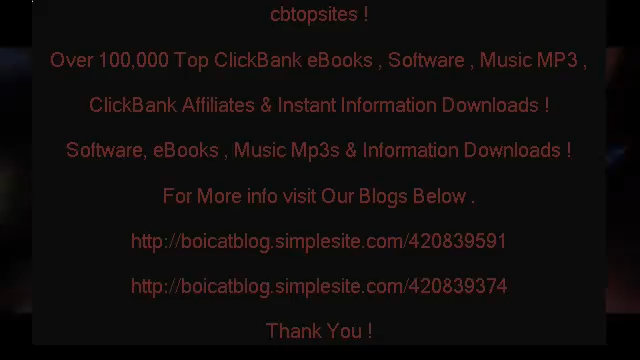 cbtopsites !
Over 100,000 Top ClickBank eBooks , Software , Music MP3 ,
ClickBank Affiliates & Instant Information Downloads !
Software, eBooks , Music Mp3s & Information Downloads !
For More info visit Our Blogs Below .
http://boicatblog.simplesite.com/420839591
http://boicatblog.simplesite.com/420839374
Thank You !